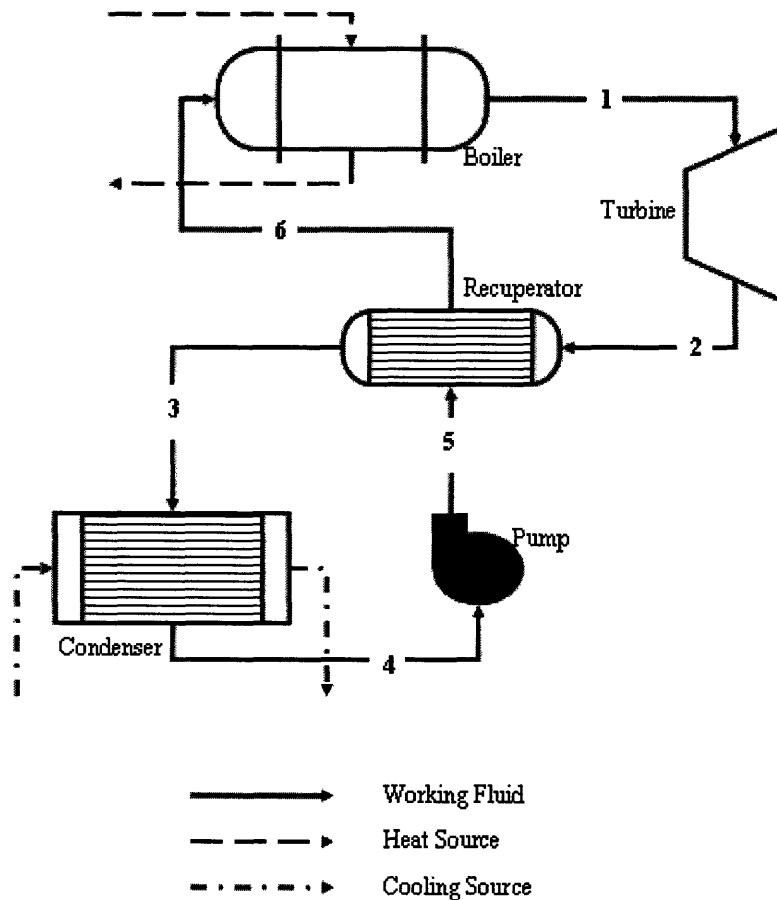 1
Boiler
Turbine
6
Recuperator
2
3
5
Pump
Condenser
4
Working Fluid
Heat Source
Cooling Source